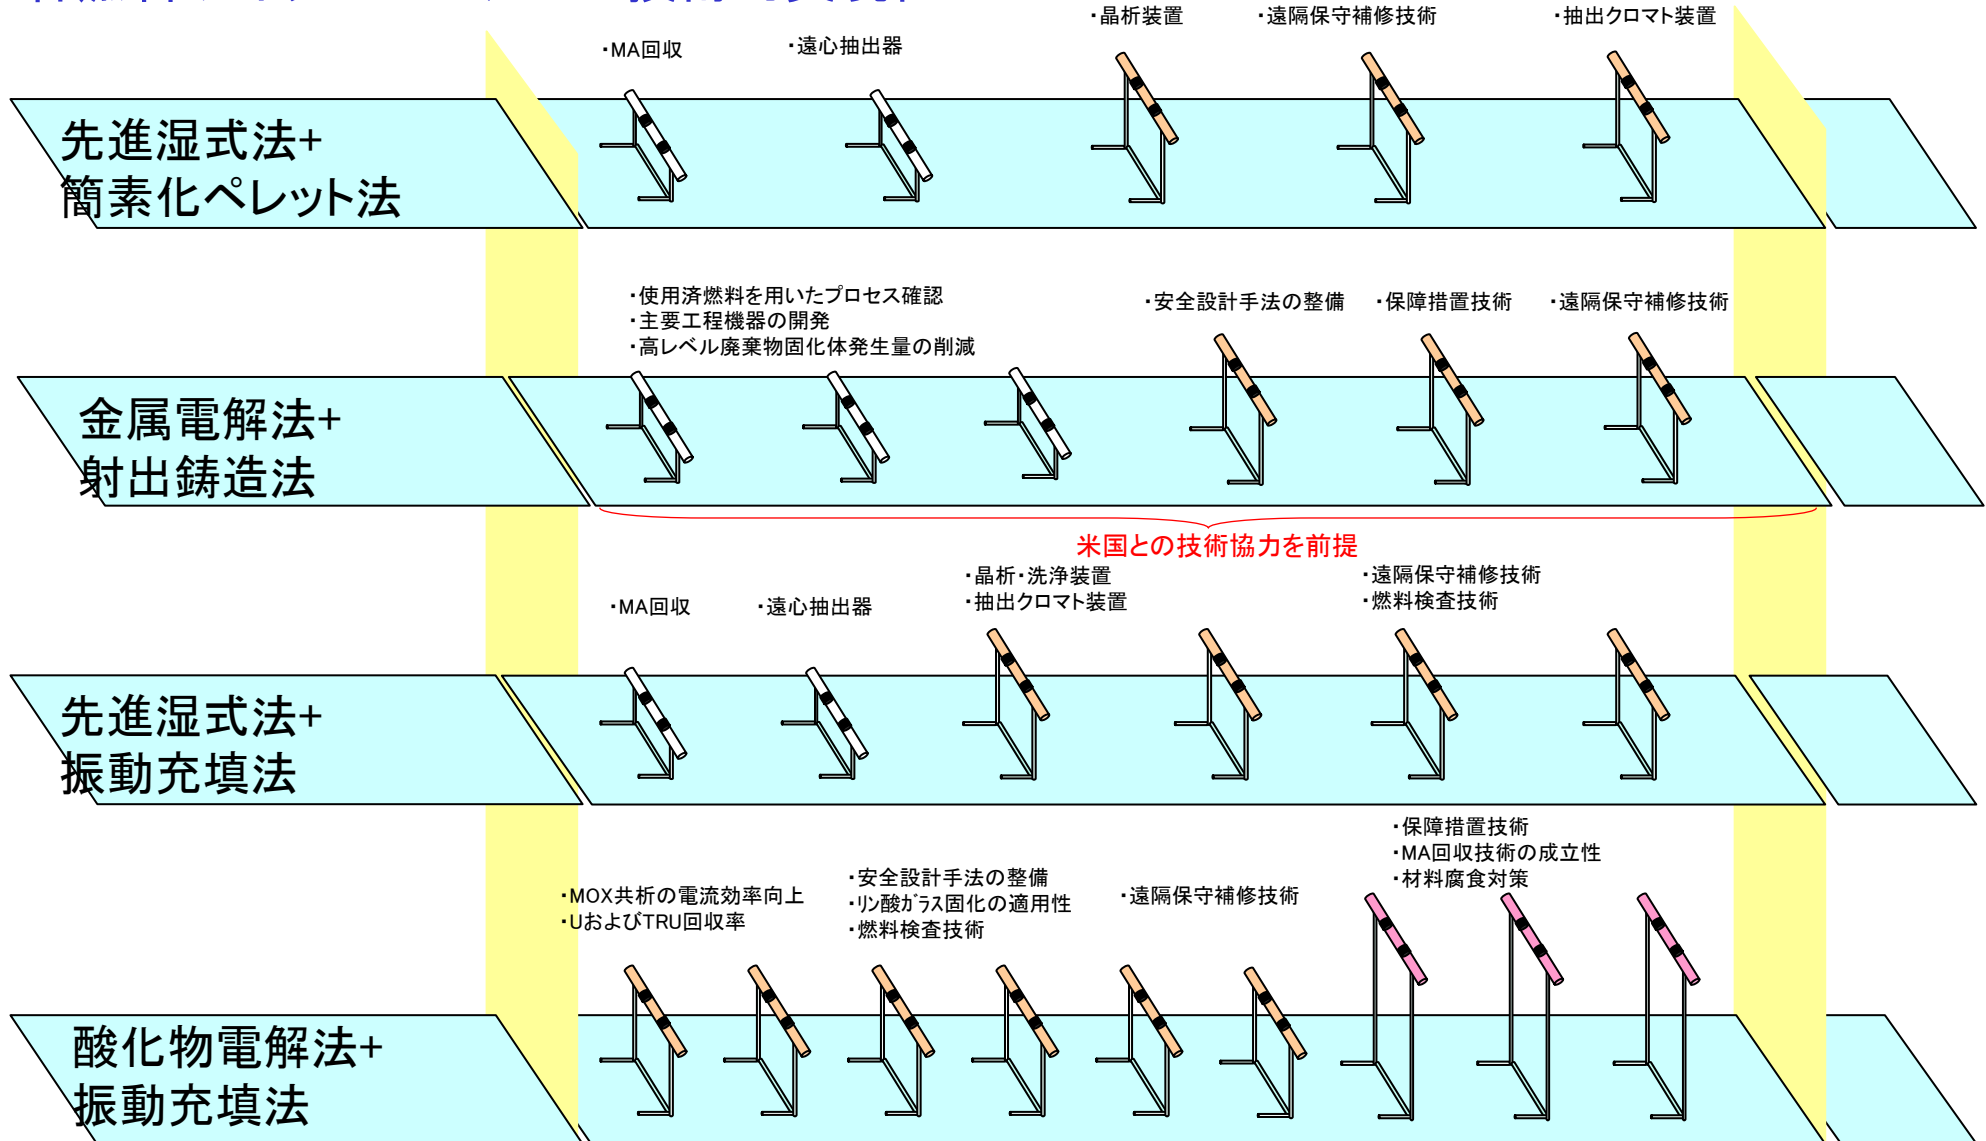 ・MA回収
・遠心抽出器
・晶析装置
・遠隔保守補修技術
・抽出クロマト装置
先進湿式法+
簡素化ペレット法
・使用済燃料を用いたプロセス確認
・主要工程機器の開発
・高レベル廃棄物固化体発生量の削減
・安全設計手法の整備
・保障措置技術
・遠隔保守補修技術
金属電解法+
射出鋳造法
米国との技術協力を前提
・MA回収
・遠心抽出器
・晶析・洗浄装置
・抽出クロマト装置
・遠隔保守補修技術
・燃料検査技術
先進湿式法+
振動充填法
・MOX共析の電流効率向上
・UおよびTRU回収率
・安全設計手法の整備
・リン酸ガラス固化の適用性
・燃料検査技術
・遠隔保守補修技術
・保障措置技術
・MA回収技術の成立性
・材料腐食対策
酸化物電解法+
振動充填法